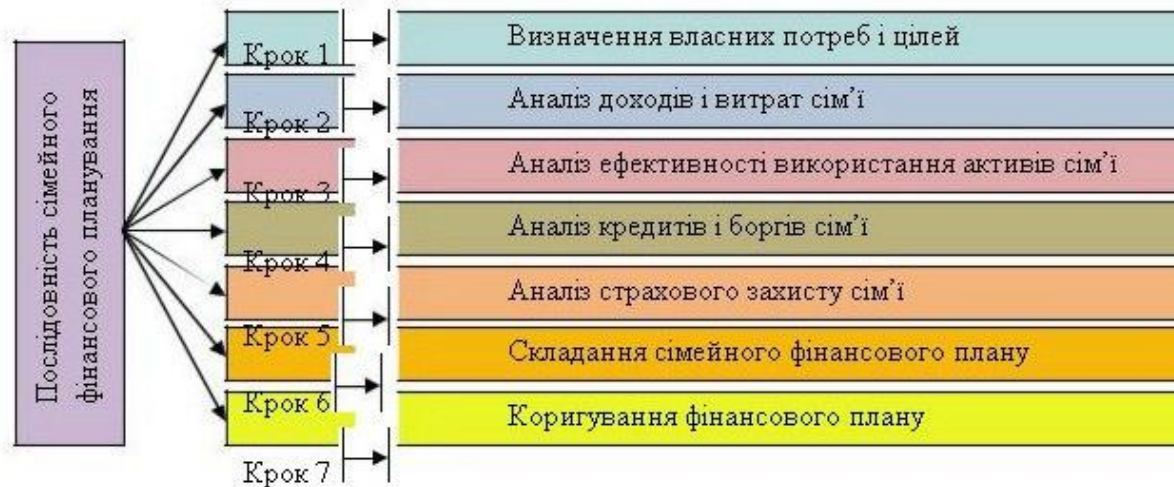 Послідовність сімейного
фінансового планування
Крок 1
Визначення власних потреб і цілей
Крок 2
Аналіз доходів і витрат сім’ї
Крок 3
Аналіз ефективності використання активів сім’ї
Крок 4
Аналіз кредитів і боргів сім’ї
Крок 5
Аналіз страхового захисту сім’ї
Крок 6
Складання сімейного фінансового плану
Крок 7
Коригування фінансового плану